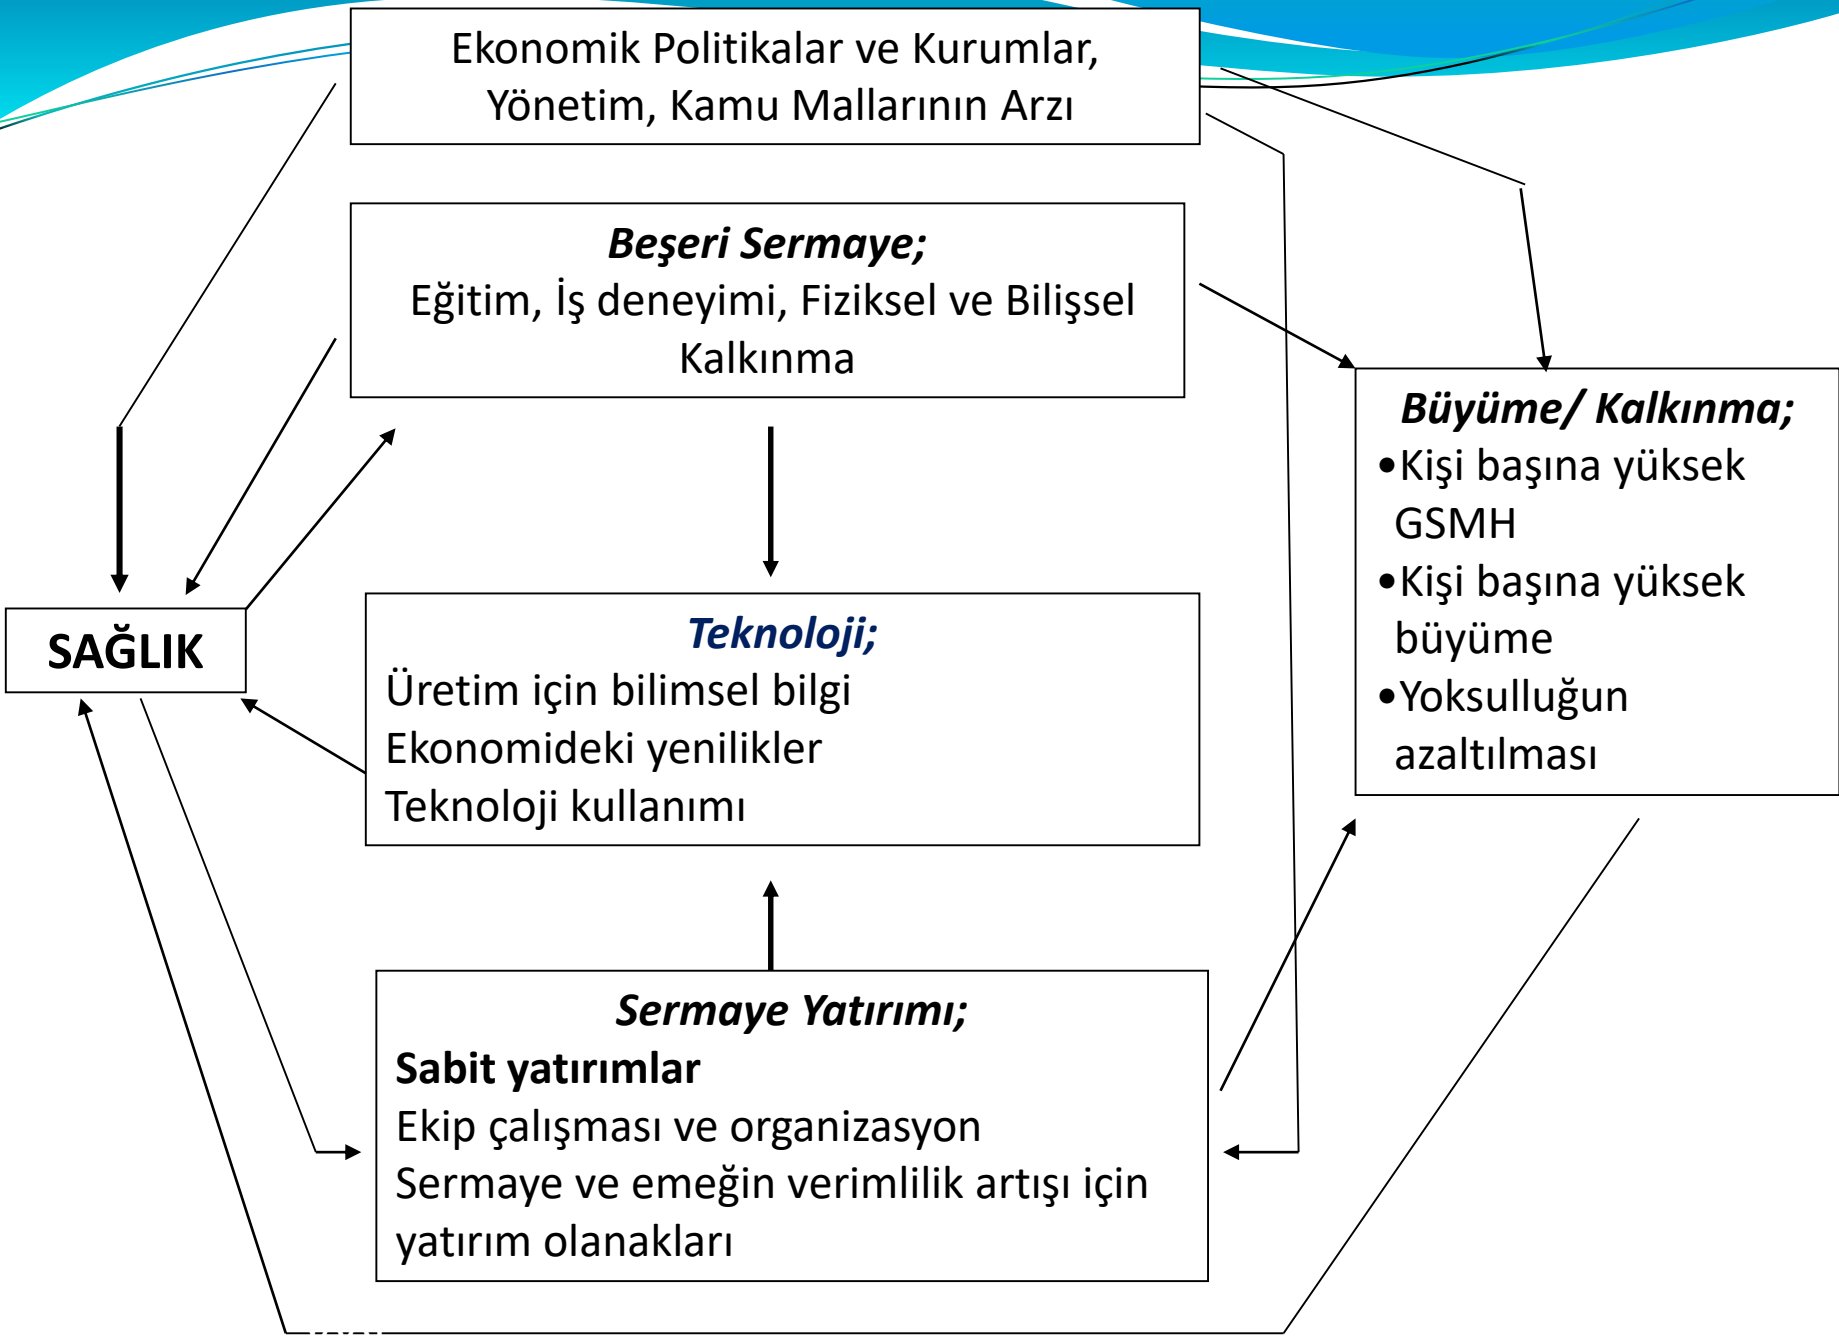 Ekonomik Politikalar ve Kurumlar,
Yönetim, Kamu Mallarının Arzı
Beşeri Sermaye;
Eğitim, İş deneyimi, Fiziksel ve Bilişsel
Kalkınma
Büyüme/ Kalkınma;
•Kişi başına yüksek
GSMH
•Kişi başına yüksek
büyüme
•Yoksulluğun
azaltılması
SAĞLIK
Teknoloji;
Üretim için bilimsel bilgi
Ekonomideki yenilikler
Teknoloji kullanımı
Sermaye Yatırımı;
Sabit yatırımlar
Ekip çalışması ve organizasyon
Sermaye ve emeğin verimlilik artışı için
yatırım olanakları